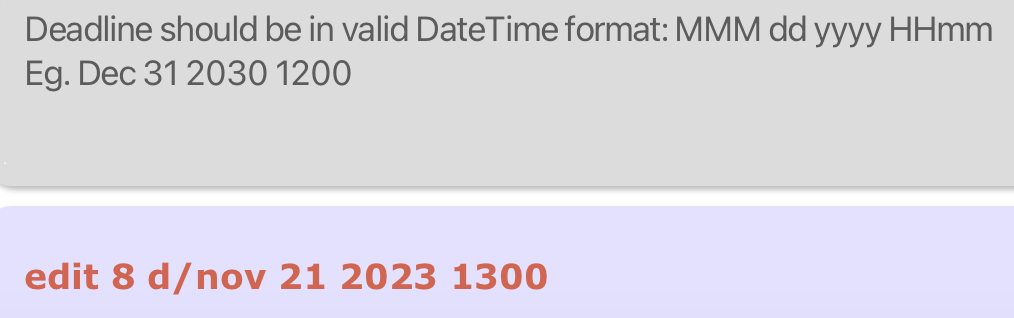 Deadline should be in valid DateTime format: MMM dd yyyy HHmm
Eg. Dec 31 2030 1200
edit 8 d/nov 21 2023 1300